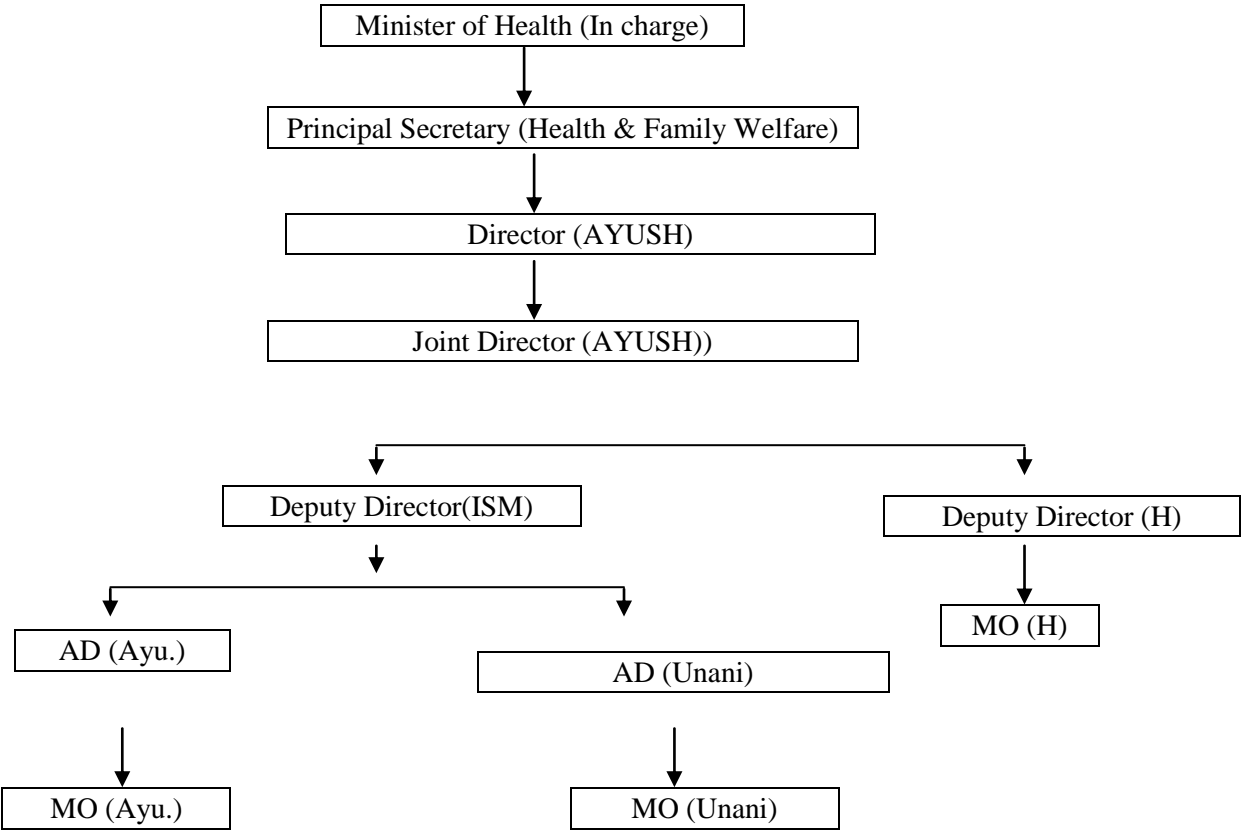 Minister of Health (In charge)
Principal Secretary (Health & Family Welfare)
Director (AYUSH)
Joint Director (AYUSH))
Deputy Director(ISM)
Deputy Director (H)
AD (Ayu.)
AD (Unani)
MO (H)
MO (Ayu.)
MO (Unani)